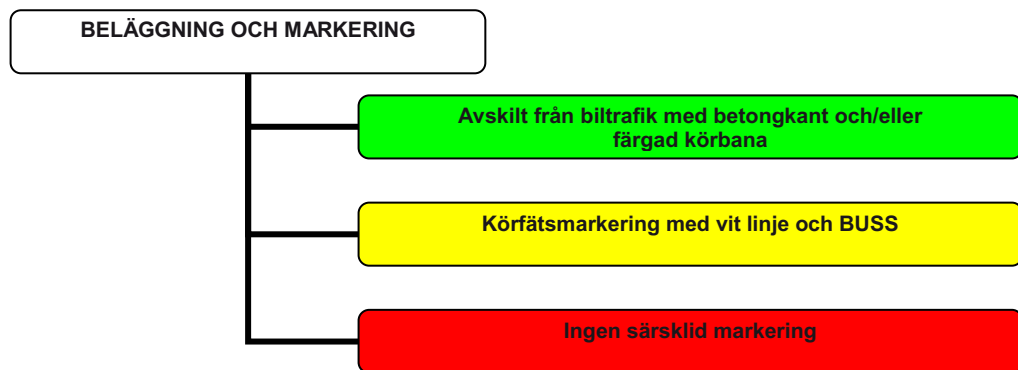 BELÄGGNING OCH MARKERING
Avskilt från biltrafik med betongkant och/eller
färgad körbana
Körfätsmarkering med vit linje och BUSS
Ingen särsklid markering